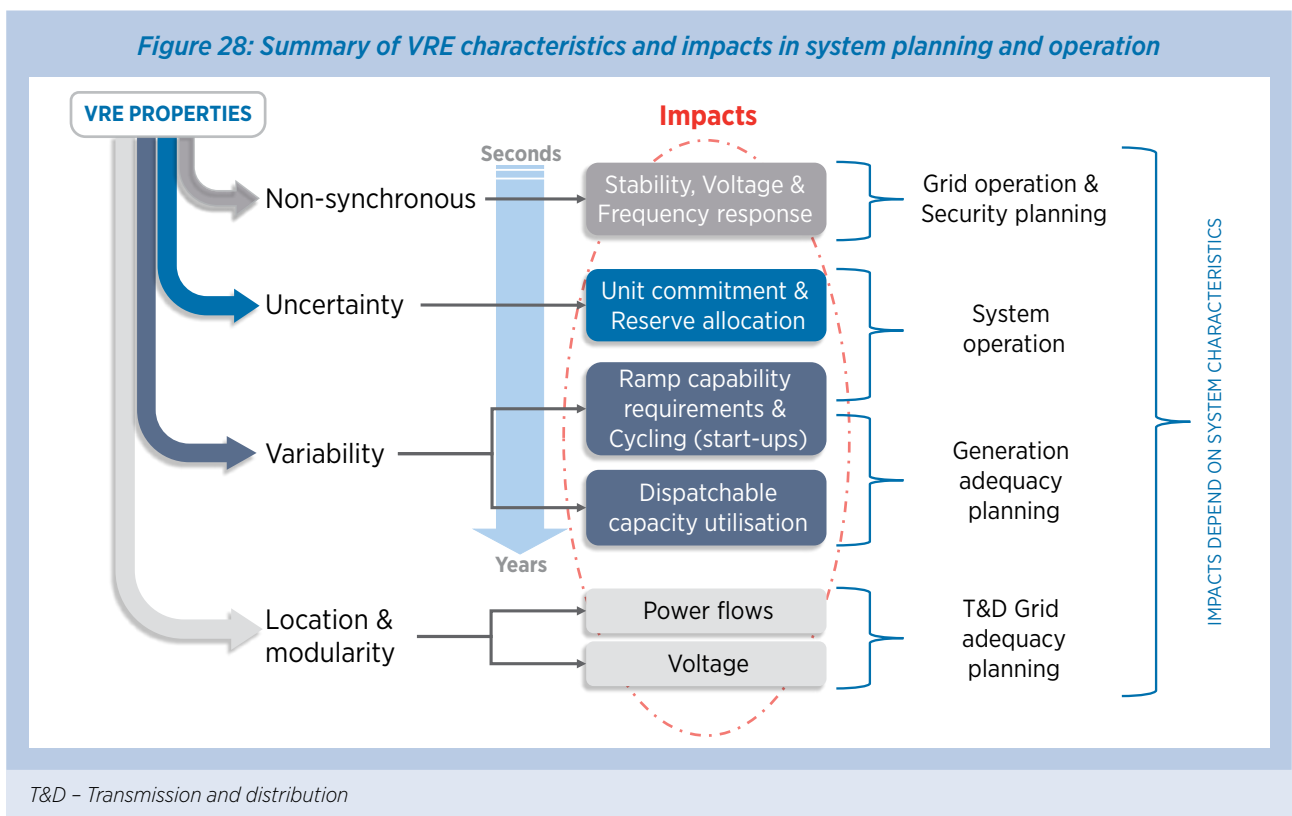 Figure 28: Summary of VRE characteristics and impacts in system planning and operation
VRE PROPERTIES
Impacts
Seconds
Non-synchronous
Stability, Voltage &
Frequency response
Grid operation &
Security planning
Uncertainty
Unit commitment &
Reserve allocation
System
operation
Variability
Ramp capability
requirements &
Cycling (start-ups)
Dispatchable
capacity utilisation
Generation
adequacy
planning
Years
Location &
modularity
Power flows
Voltage
T&D Grid
adequacy
planning
IMPACTS DEPEND ON SYSTEM CHARACTERISTICS
T&D – Transmission and distribution